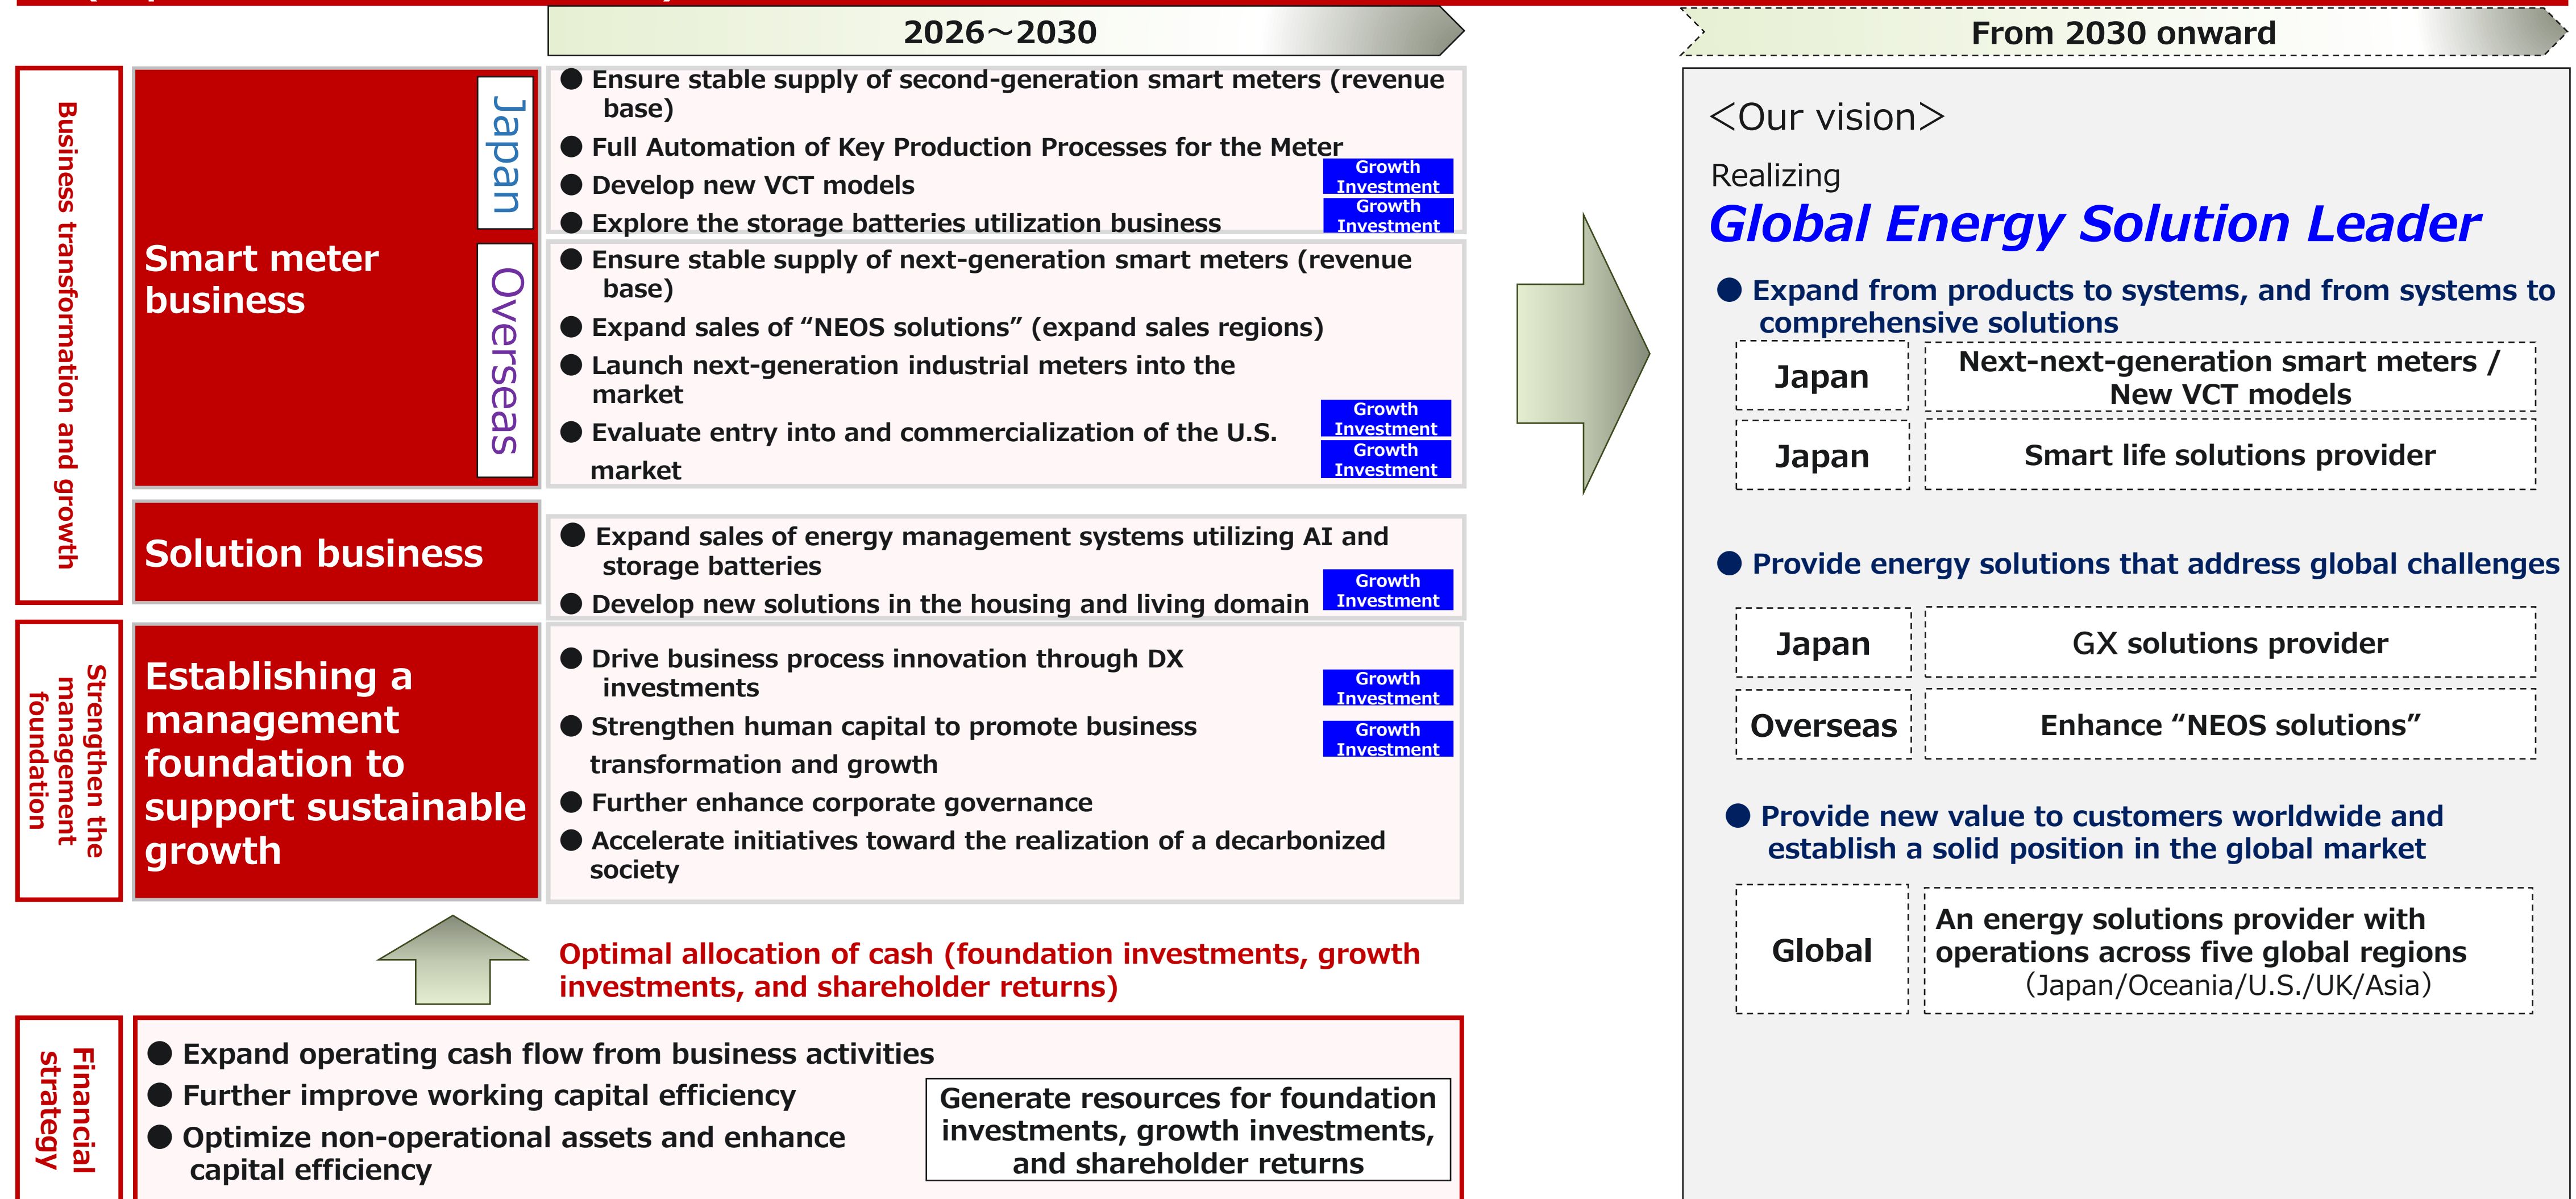 2026～2030
From 2030 onward
Business transformation and growth
Smart meter
business
Japan
● Ensure stable supply of second-generation smart meters (revenue
base)
● Full Automation of Key Production Processes for the Meter
● Develop new VCT models
Growth
Investment
● Explore the storage batteries utilization business
Growth
Investment
Overseas
● Ensure stable supply of next-generation smart meters (revenue
base)
● Expand sales of “NEOS solutions” (expand sales regions)
● Launch next-generation industrial meters into the
market
Growth
Investment
● Evaluate entry into and commercialization of the U.S.
market
Growth
Investment
Solution business
● Expand sales of energy management systems utilizing AI and
storage batteries
● Develop new solutions in the housing and living domain
Growth
Investment
Strengthen the
management
foundation
Establishing a
management
foundation to
support sustainable
growth
● Drive business process innovation through DX
investments
Growth
Investment
● Strengthen human capital to promote business
transformation and growth
Growth
Investment
● Further enhance corporate governance
● Accelerate initiatives toward the realization of a decarbonized
society
Optimal allocation of cash (foundation investments, growth
investments, and shareholder returns)
Financial
strategy
● Expand operating cash flow from business activities
● Further improve working capital efficiency
● Optimize non-operational assets and enhance
capital efficiency
Generate resources for foundation
investments, growth investments,
and shareholder returns
＜Our vision＞
Realizing
Global Energy Solution Leader
● Expand from products to systems, and from systems to
comprehensive solutions
Japan
Next-next-generation smart meters /
New VCT models
Japan
Smart life solutions provider
● Provide energy solutions that address global challenges
Japan
GX solutions provider
Overseas
Enhance “NEOS solutions”
● Provide new value to customers worldwide and
establish a solid position in the global market
Global
An energy solutions provider with
operations across five global regions
（Japan/Oceania/U.S./UK/Asia）